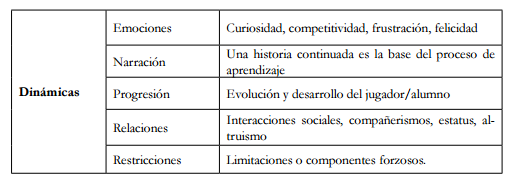 Emociones Curiosidad, competitividad, frustración, felicidad
Narración Una historia continuada es la base del proceso de
aprendizaje
Dinámicas Progresión Evolución y desarrollo del jugador/alumno
Relaciones Interacciones sociales, compañerismos, estatus, al-
truismo
Restricciones Limitaciones o componentes forzosos.